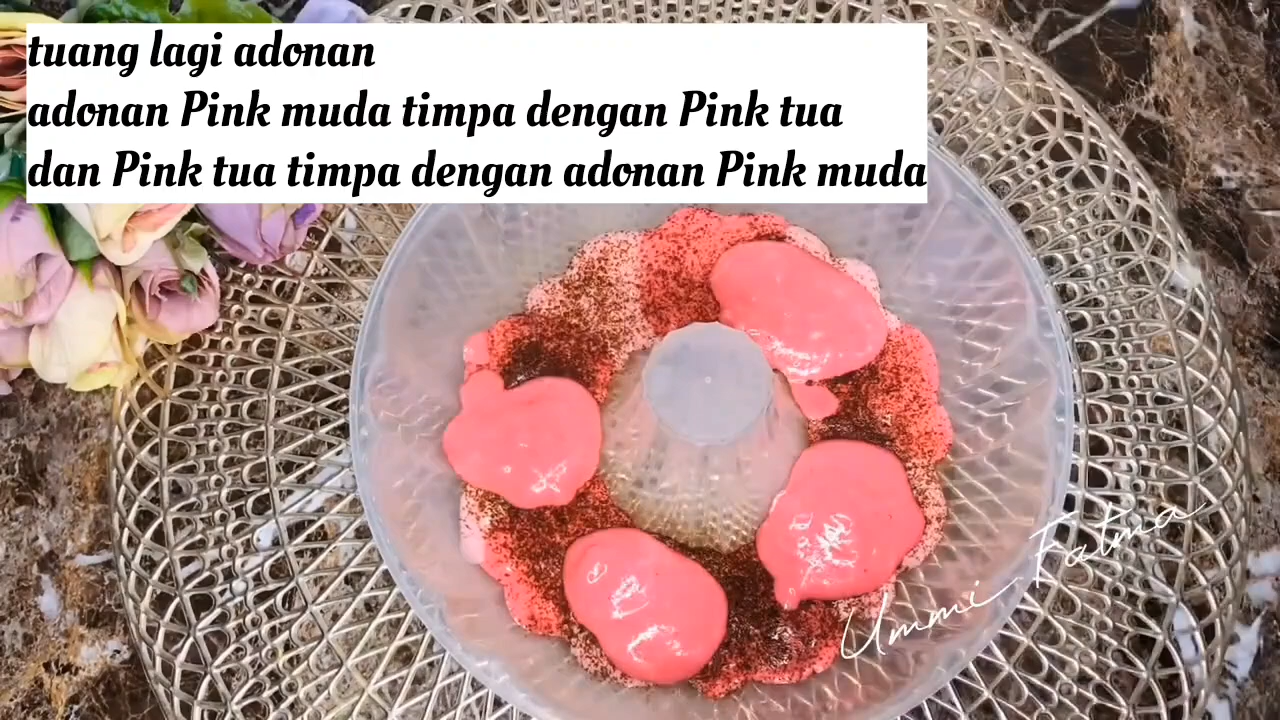 tuang lagi adonan
adonan Pink muda timpa dengan Pink tua
dan Pink tua timpa dengan adonan Pink muda
Ummi Fatma